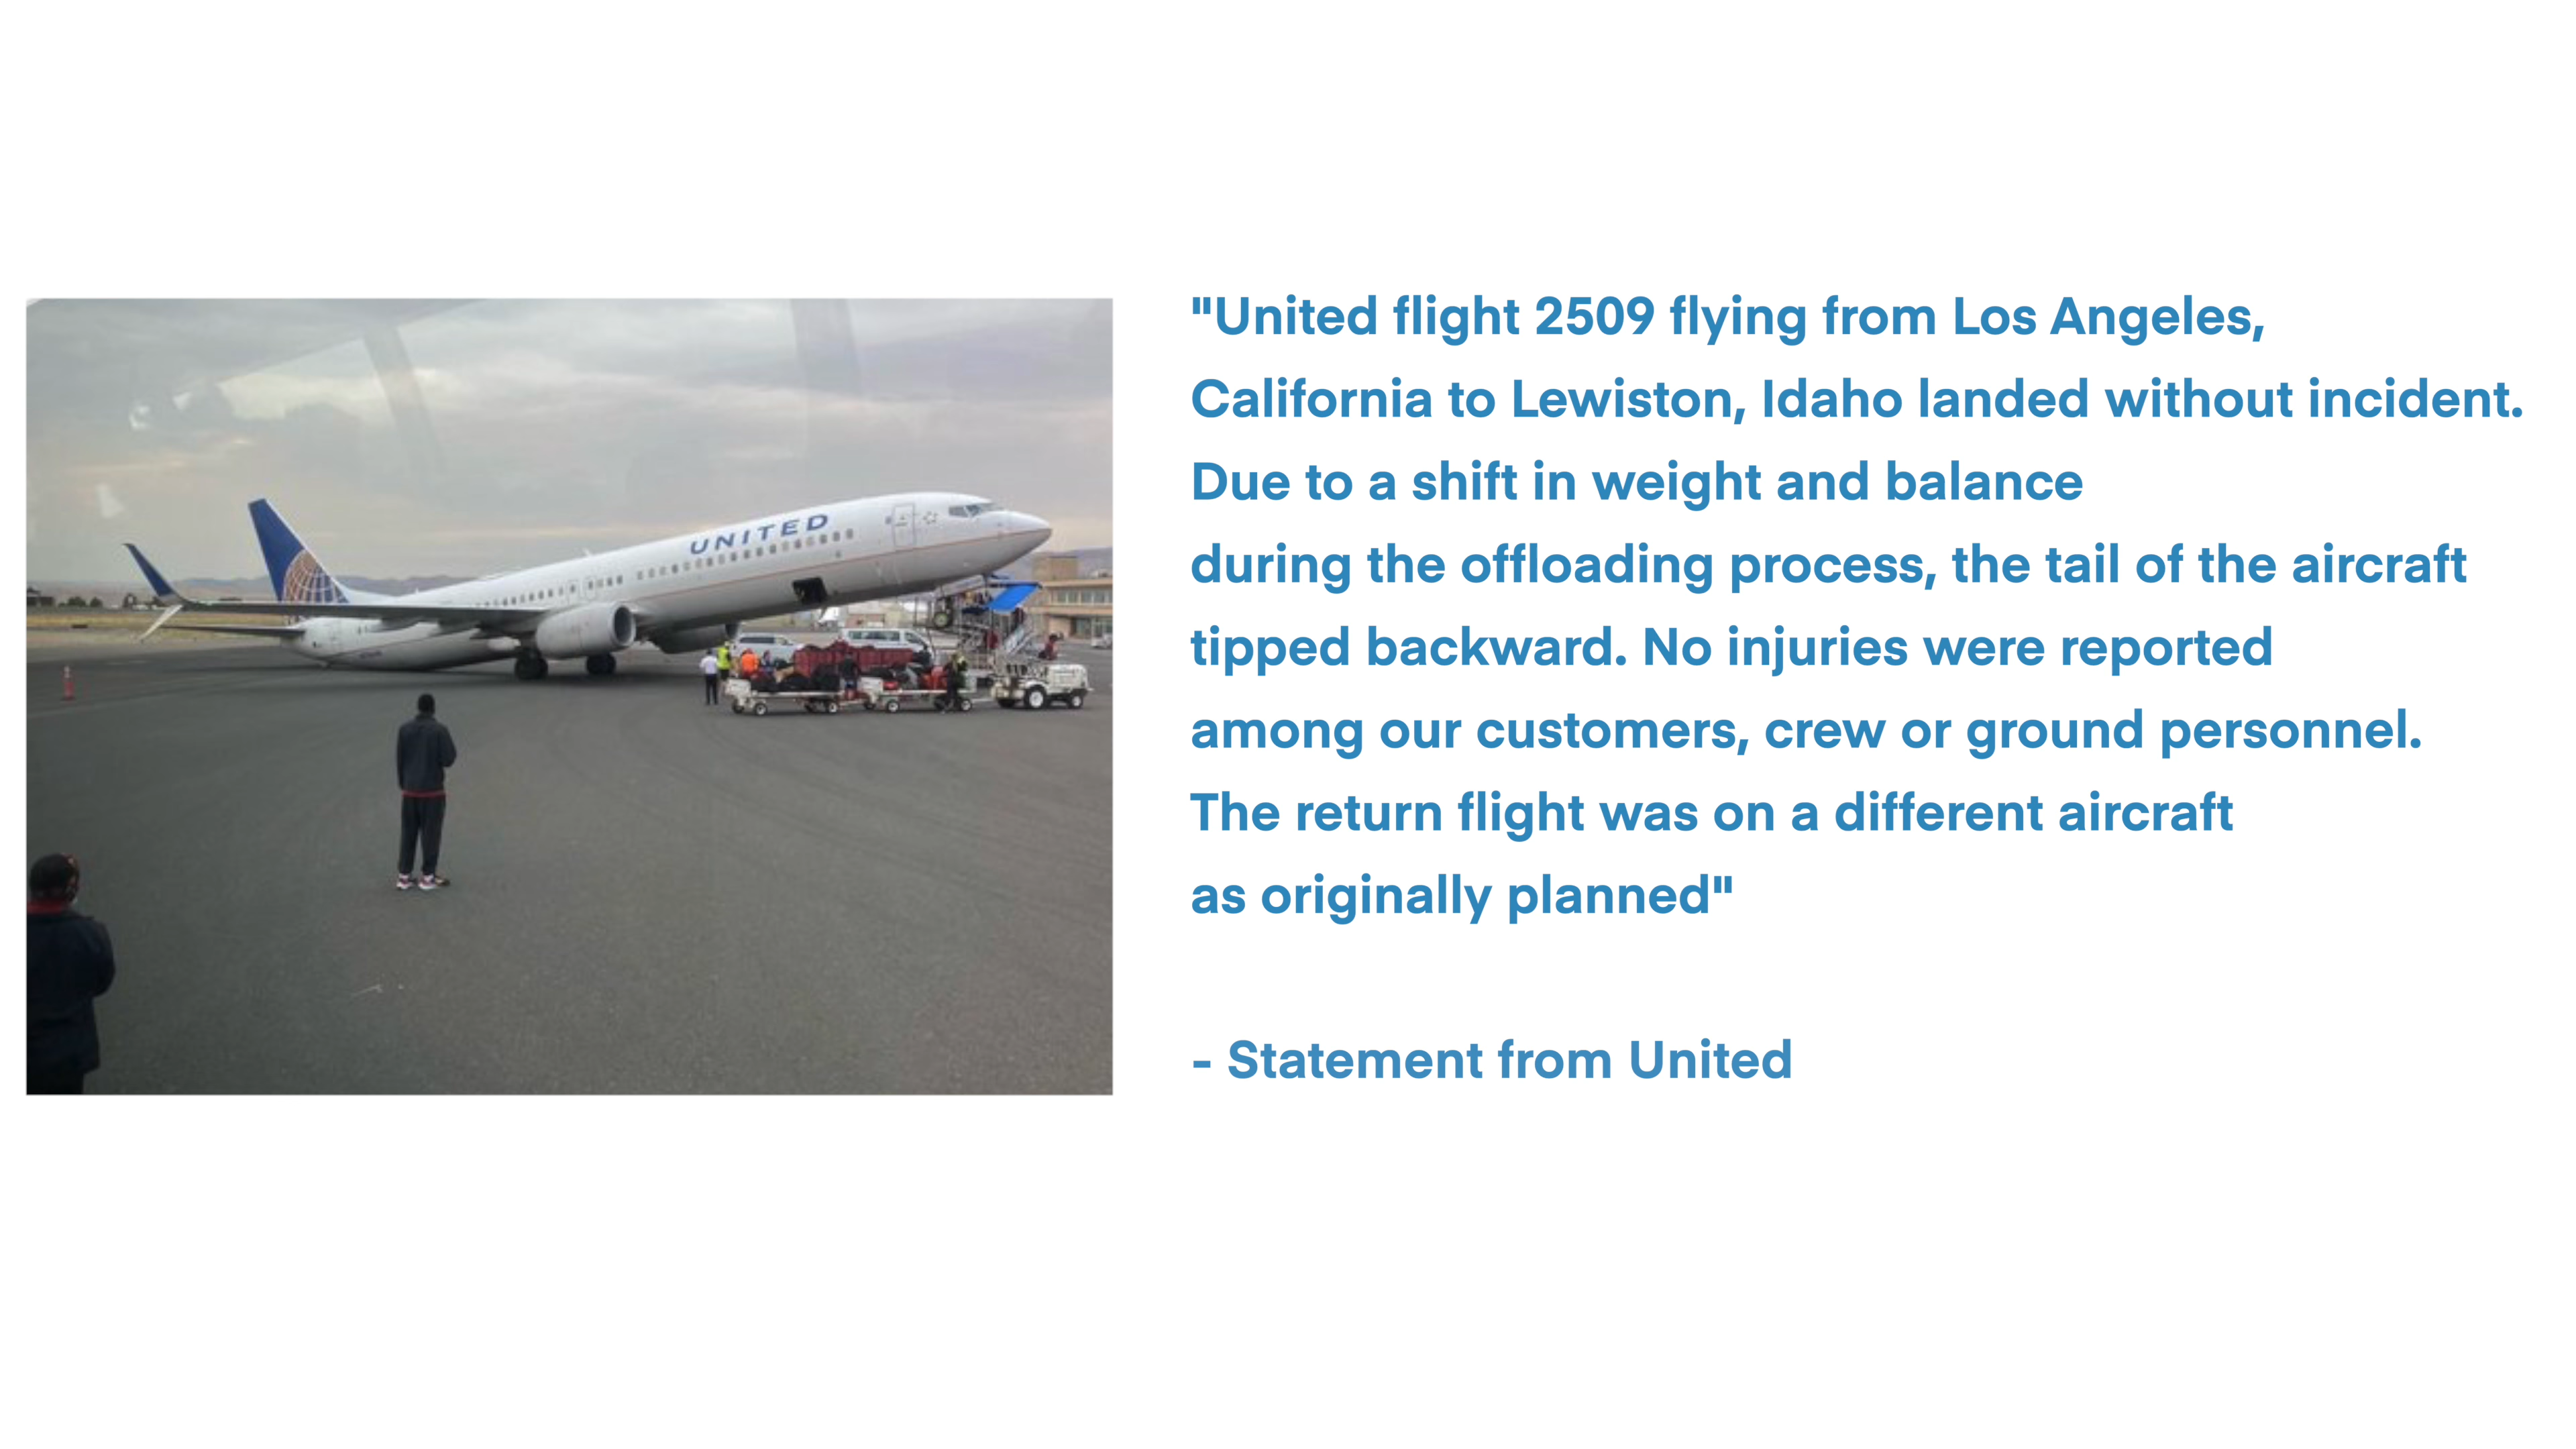 UNITED
"United flight 2509 flying from Los Angeles,
California to Lewiston, Idaho landed without incident.
Due to a shift in weight and balance
during the offloading process, the tail of the aircraft
tipped backward. No injuries were reported
among our customers, crew or ground personnel.
The return flight was on a different aircraft
as originally planned"
- Statement from United